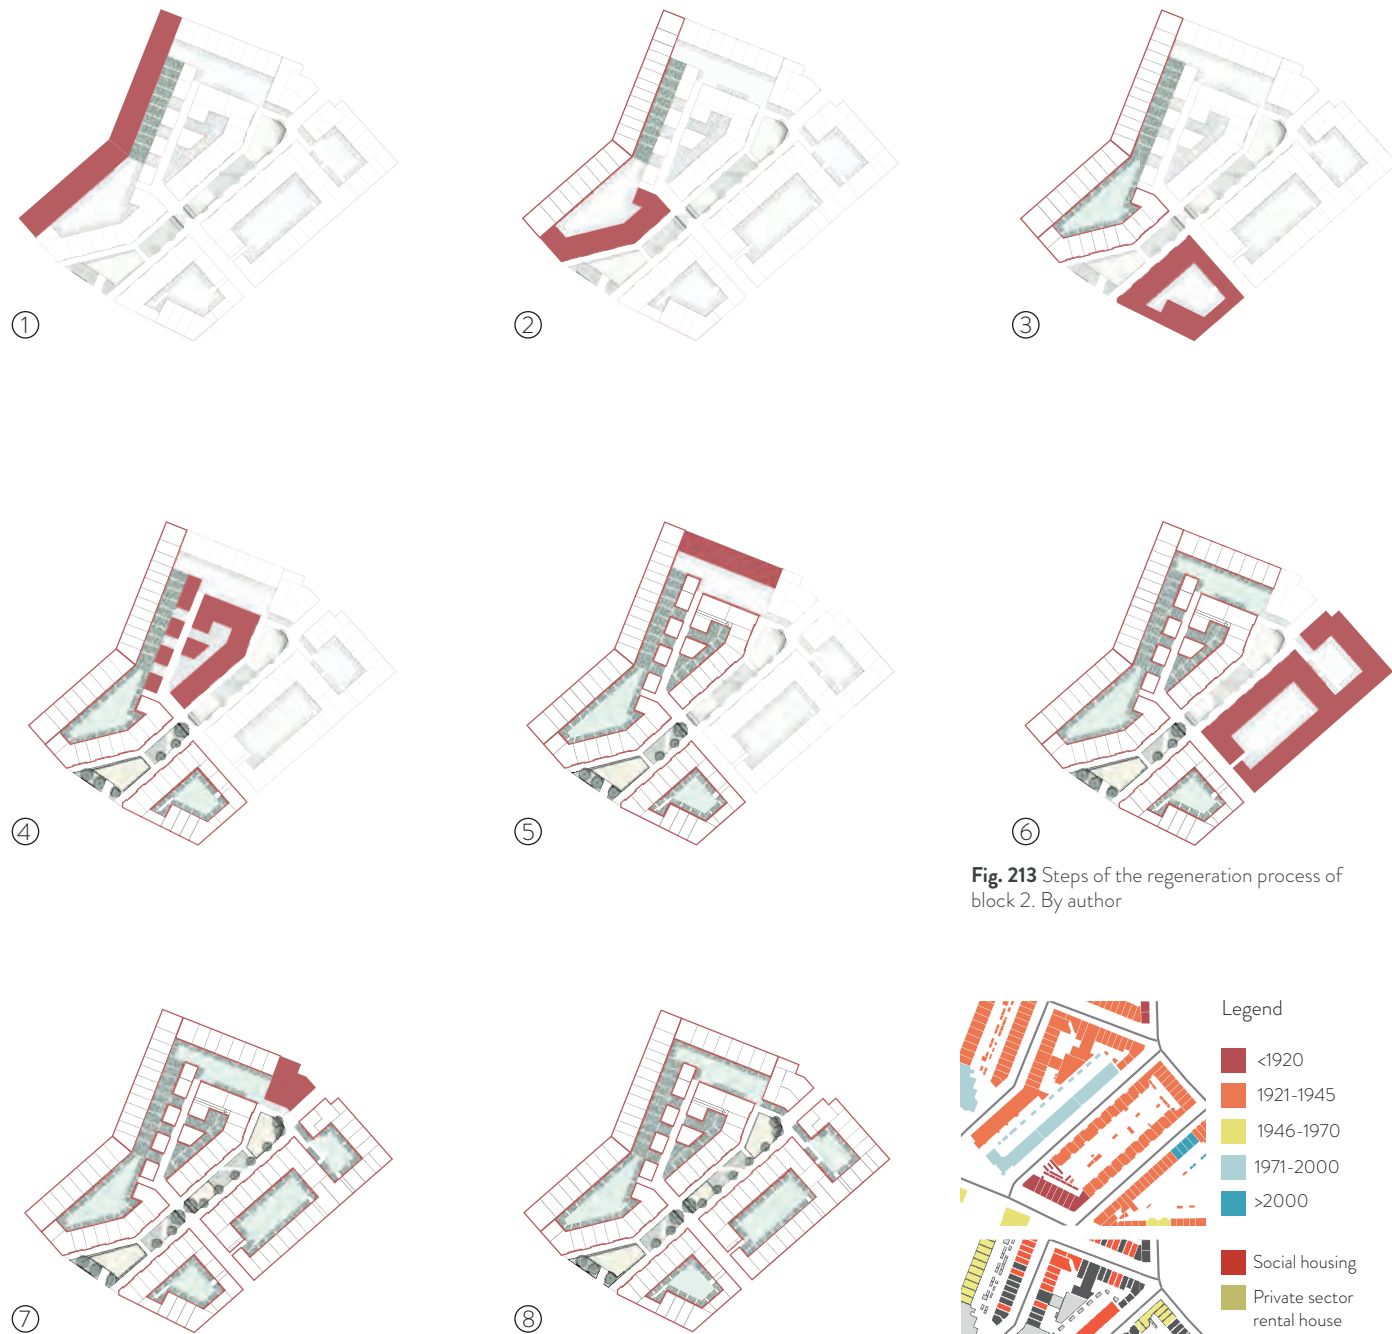 ①
②
③
④
⑤
⑥
Fig. 213 Steps of the regeneration process of
block 2. By author
⑦
⑧
Legend
<1920
1921-1945
1946-1970
1971-2000
>2000
Social housing
Private sector
rental house